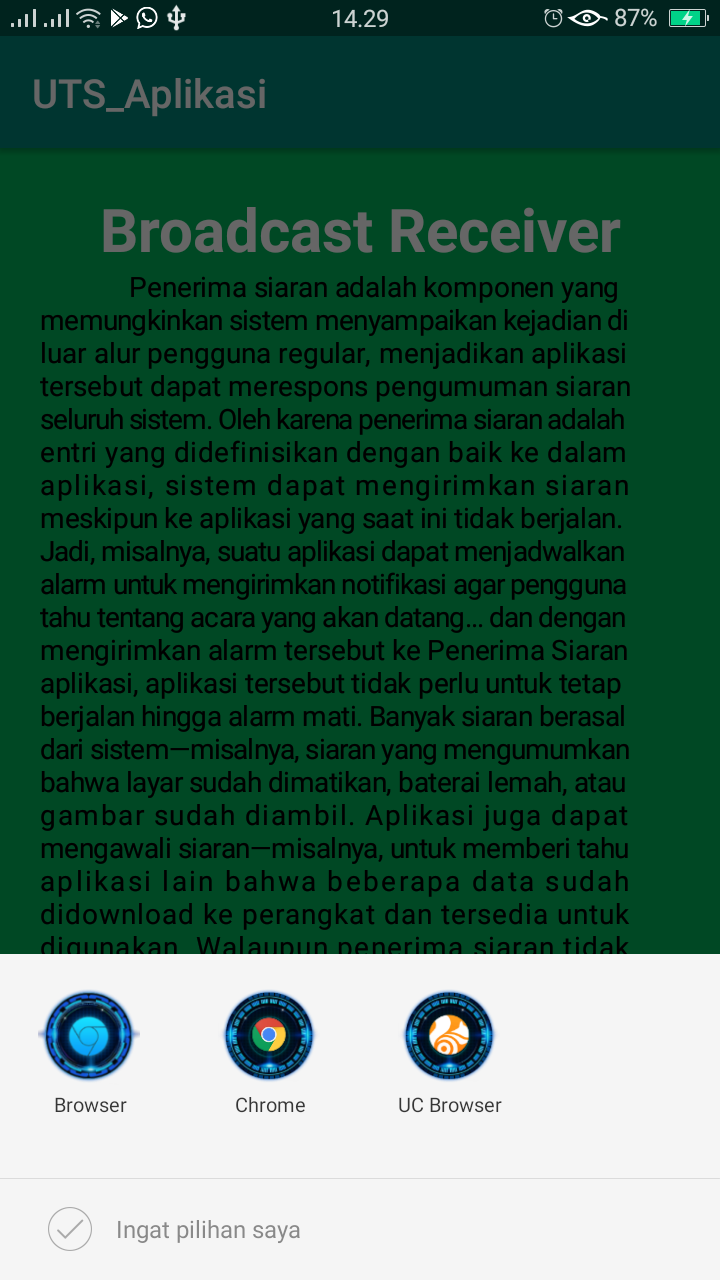 14.29
87%
UTS_Aplikasi
Broadcast Receiver
Penerima siaran adalah komponen yang
memungkinkan sistem menyampaikan kejadian di
luar alur pengguna regular, menjadikan aplikasi
tersebut dapat merespons pengumuman siaran
seluruh sistem. Oleh karena penerima siaran adalah
entri yang didefinisikan dengan baik ke dalam
aplikasi, sistem dapat mengirimkan siaran
meskipun ke aplikasi yang saat ini tidak berjalan.
Jadi, misalnya, suatu aplikasi dapat menjadwalkan
alarm untuk mengirimkan notifikasi agar pengguna
tahu tentang acara yang akan datang... dan dengan
mengirimkan alarm tersebut ke Penerima Siaran
aplikasi, aplikasi tersebut tidak perlu untuk tetap
berjalan hingga alarm mati. Banyak siaran berasal
dari sistem—misalnya, siaran yang mengumumkan
bahwa layar sudah dimatikan, baterai lemah, atau
gambar sudah diambil. Aplikasi juga dapat
mengawali siaran—misalnya, untuk memberi tahu
aplikasi lain bahwa beberapa data sudah
didownload ke perangkat dan tersedia untuk
digunakan. Walaupun penerima siaran tidak
Browser
Chrome
UC Browser
Ingat pilihan saya